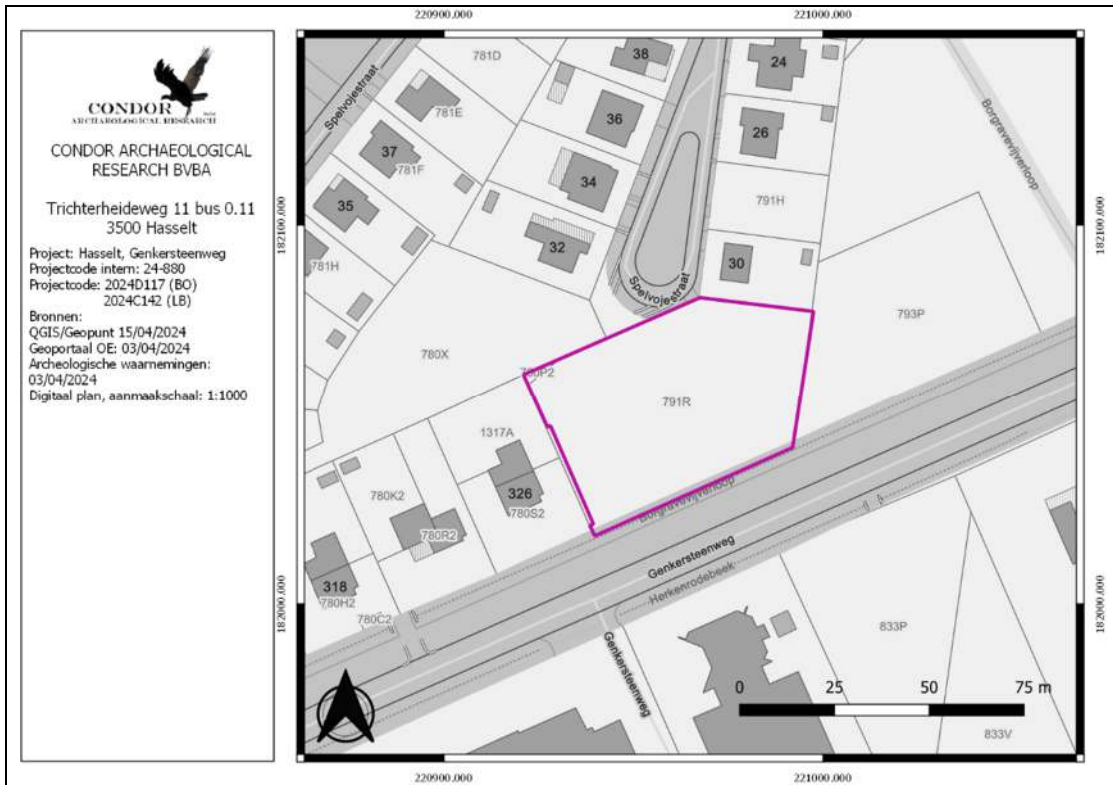 CONDOR
ARCHAEOLOGICAL RESEARCH
CONDOR ARCHAEOLOGICAL
RESEARCH BVBA
Trichterheideweg 11 bus 0.11
3500 Hasselt
Project: Hasselt, Genkersteenweg
Projectcode intern: 24-880
Projectcode: 2024D117 (BO)
2024C142 (LB)
Bronnen:
QGIS/Geopunt 15/04/2024
Geoportaal OE: 03/04/2024
Archeologische waarnemingen:
03/04/2024
Digitaal plan, aanmaakschaal: 1:1000
220900.000
221000.000
182100.000
182100.000
182000.000
182000.000
220900.000
221000.000
781D
38
24
Spelvojestraat
781E
36
26
Borgravevijverloop
37
781F
34
791H
35
32
30
781H
Spelvojestraat
793P
780X
780P2
791R
1317A
326
780S2
Borgravevijverloop
780K2
780R2
Genkersteenweg
Herkenrodebeek
318
780H2
780C2
Genkersteenweg
833P
833V
0
25
50
75 m